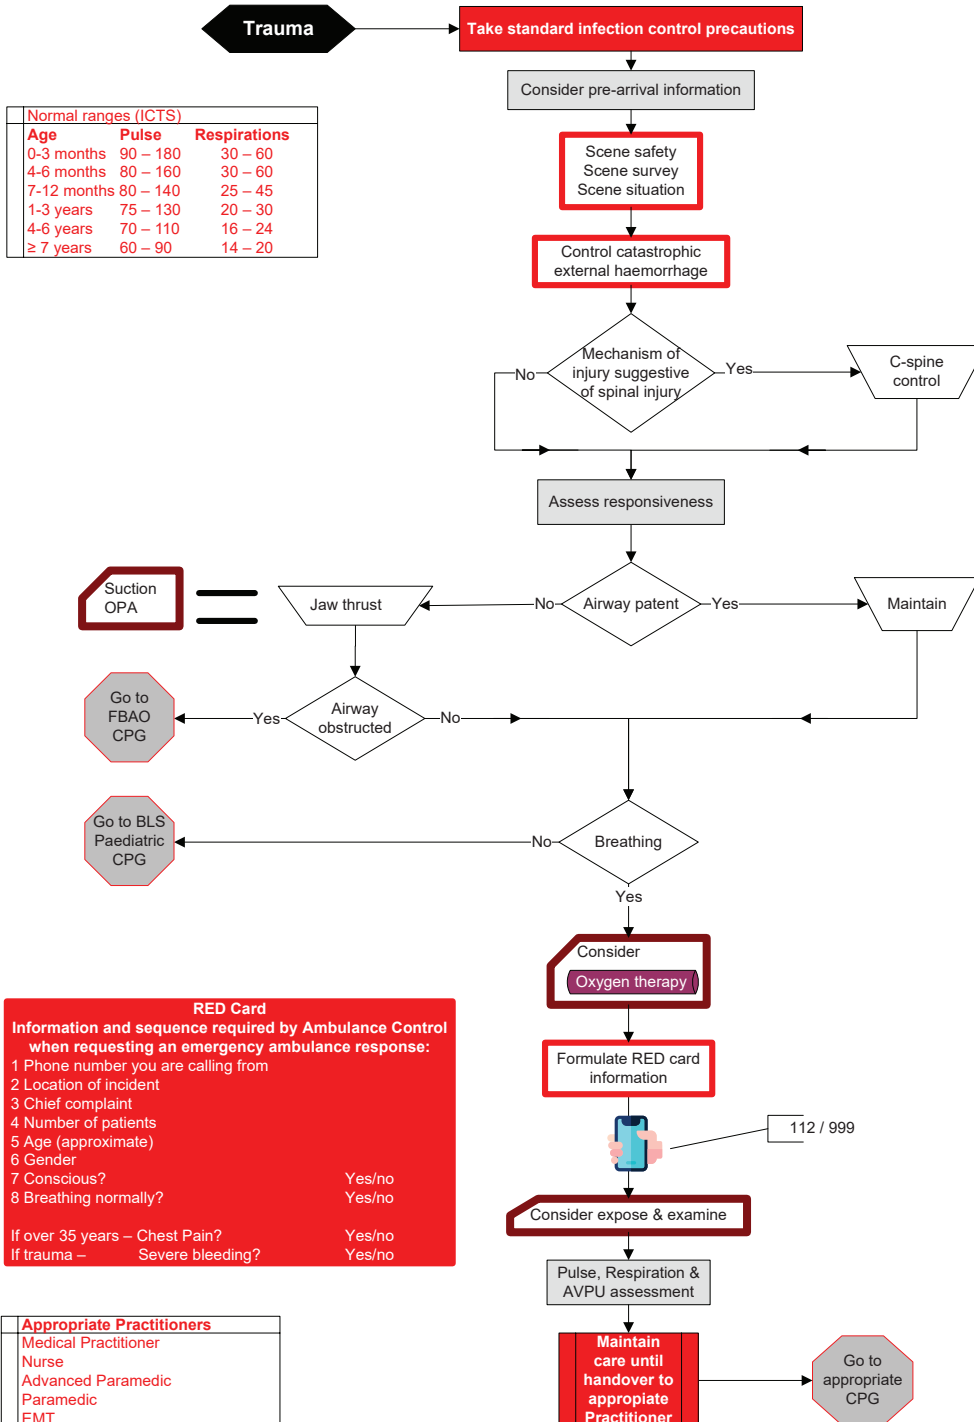 Trauma
Take standard infection control precautions
Consider pre-arrival information
Normal ranges (ICTS)
Age Pulse Respirations
0-3 months 90 – 180 30 – 60
4-6 months 80 – 160 30 – 60
7-12 months 80 – 140 25 – 45
1-3 years 75 – 130 20 – 30
4-6 years 70 – 110 16 – 24
≥ 7 years 60 – 90 14 – 20
Scene safety
Scene survey
Scene situation
Control catastrophic
external haemorrhage
Mechanism of
injury suggestive
of spinal injury
No
Yes
C-spine
control
Assess responsiveness
Suction
OPA
Jaw thrust
No
Airway patent
Yes
Maintain
Go to
FBAO
CPG
Yes
Airway
obstructed
No
Go to BLS
Paediatric
CPG
No
Breathing
Yes
Consider
Oxygen therapy
RED Card
Information and sequence required by Ambulance Control
when requesting an emergency ambulance response:
1 Phone number you are calling from
2 Location of incident
3 Chief complaint
4 Number of patients
5 Age (approximate)
6 Gender
7 Conscious? Yes/no
8 Breathing normally? Yes/no
If over 35 years – Chest Pain? Yes/no
If trauma – Severe bleeding? Yes/no
Formulate RED card
information
112 / 999
Consider expose & examine
Pulse, Respiration &
AVPU assessment
Appropriate Practitioners
Medical Practitioner
Nurse
Advanced Paramedic
Paramedic
EMT
Maintain
care until
handover to
appropiate
Practitioner
Go to
appropriate
CPG